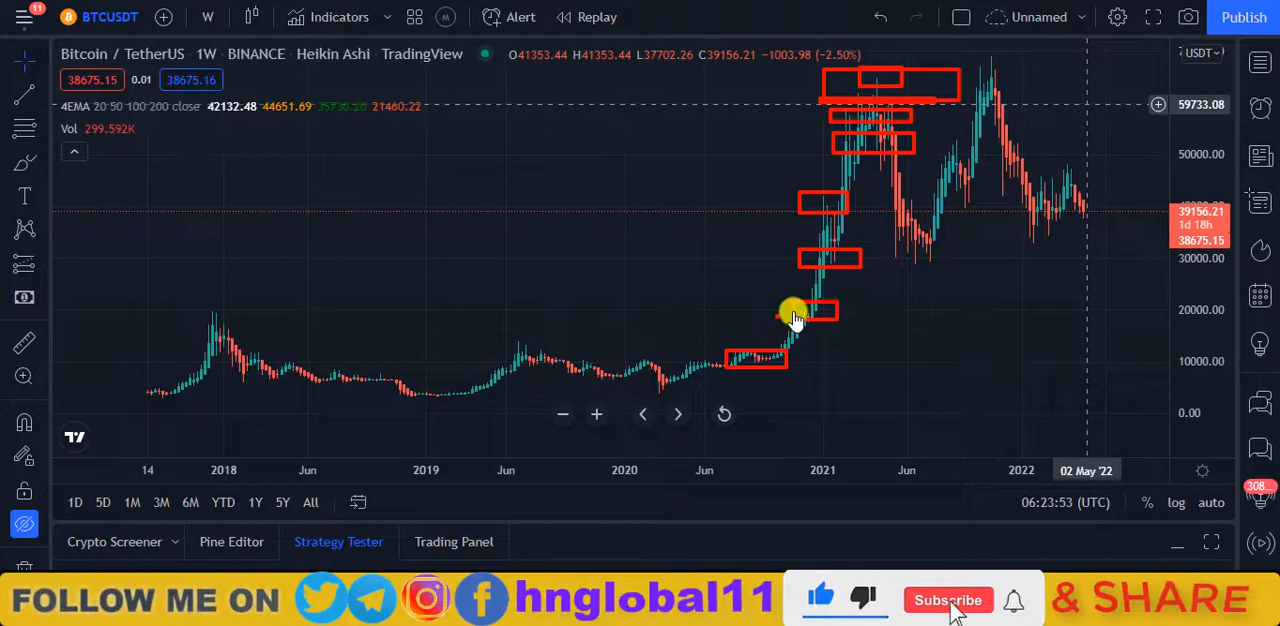 11
BTCUSDT
W
Indicators
M
Alert
Replay
Unnamed
Publish
Bitcoin / TetherUS · 1W · BINANCE · Heikin Ashi · TradingView
O41353.44 H41353.44 L37702.26 C39156.21 −1003.98 (−2.50%)
USDT
38675.15 0.01 38675.16
4EMA 20 50 100 200 close 42132.48 44651.69 35730.20 21460.22
59733.08
Vol 299.592K
50000.00
39156.21
1d 18h
38675.15
30000.00
20000.00
10000.00
0.00
14 2018 Jun 2019 Jun 2020 Jun 2021 Jun 2022 02 May '22
1D 5D 1M 3M 6M YTD 1Y 5Y All
06:23:53 (UTC) % log auto
308...
Crypto Screener Pine Editor Strategy Tester Trading Panel
FOLLOW ME ON hnglobal11 Subscribe & SHARE